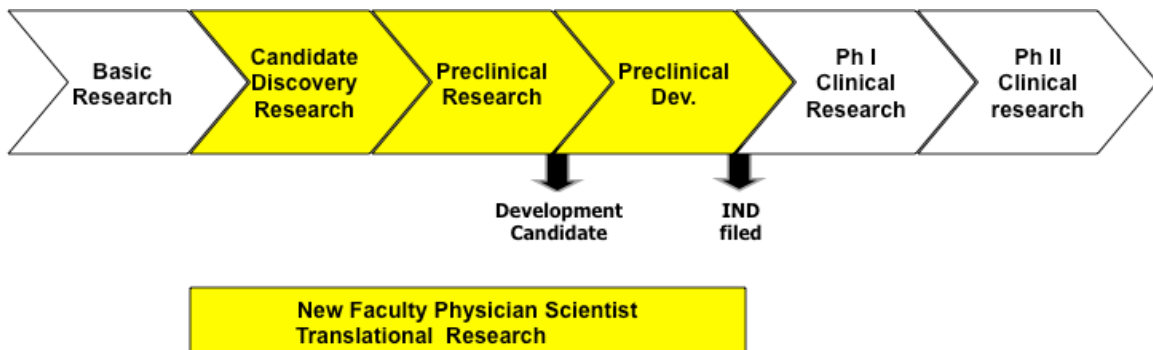 Basic
Research
Candidate
Discovery
Research
Preclinical
Research
Preclinical
Dev.
Ph I
Clinical
Research
Ph II
Clinical
research
Development
Candidate
IND
filed
New Faculty Physician Scientist
Translational Research